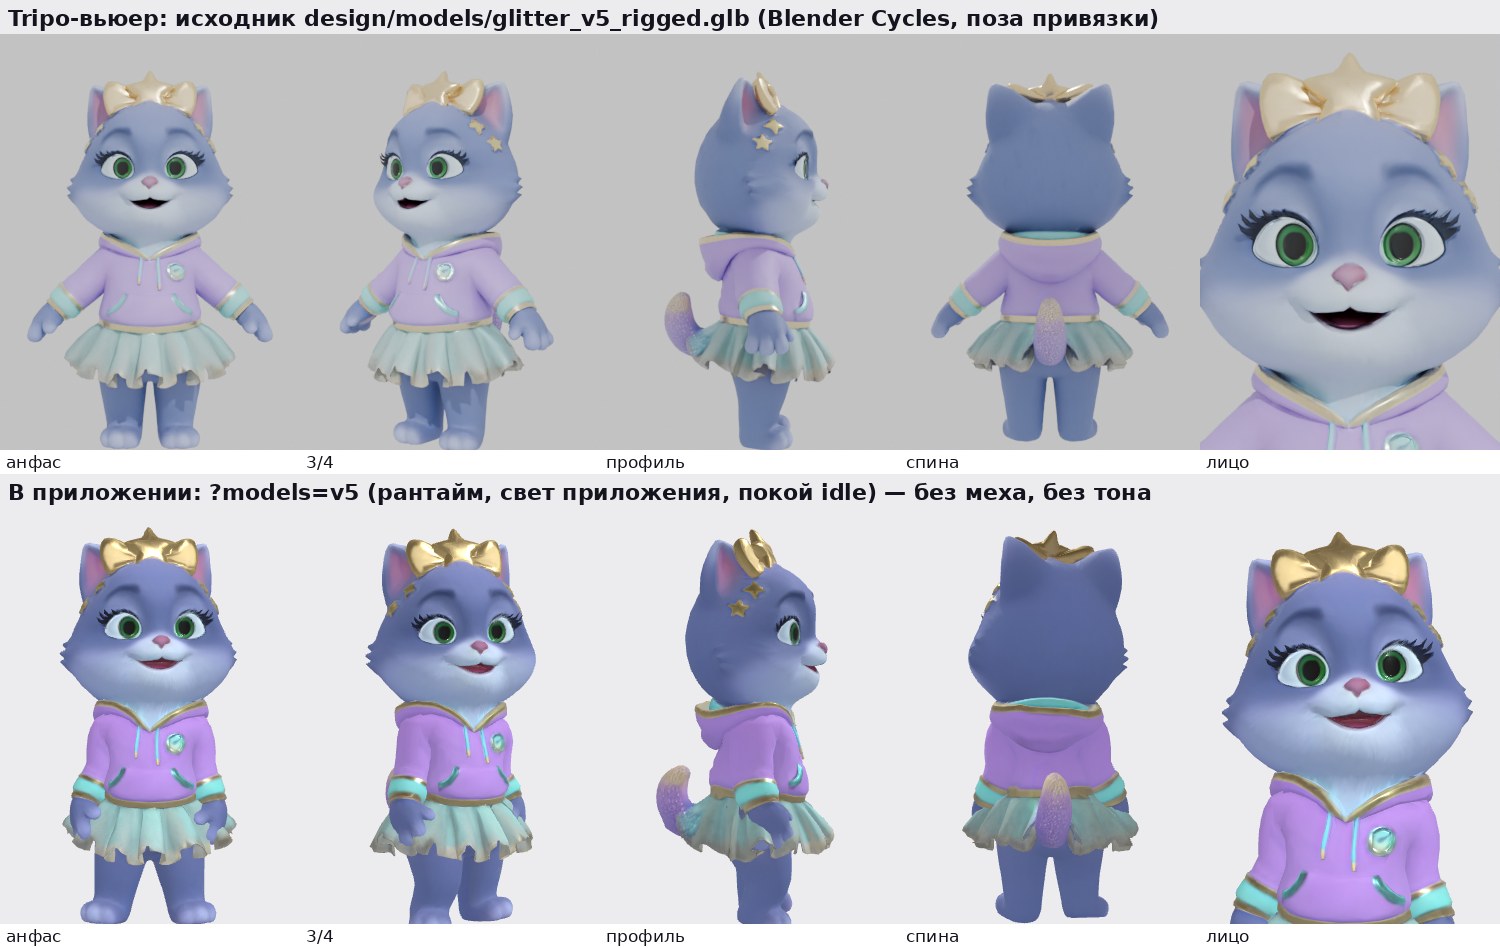 Tripo-вьюер: исходник design/models/glitter_v5_rigged.glb (Blender Cycles, поза привязки)
анфас 3/4 профиль спина лицо
В приложении: ?models=v5 (рантайм, свет приложения, покой idle) — без меха, без тона
анфас 3/4 профиль спина лицо